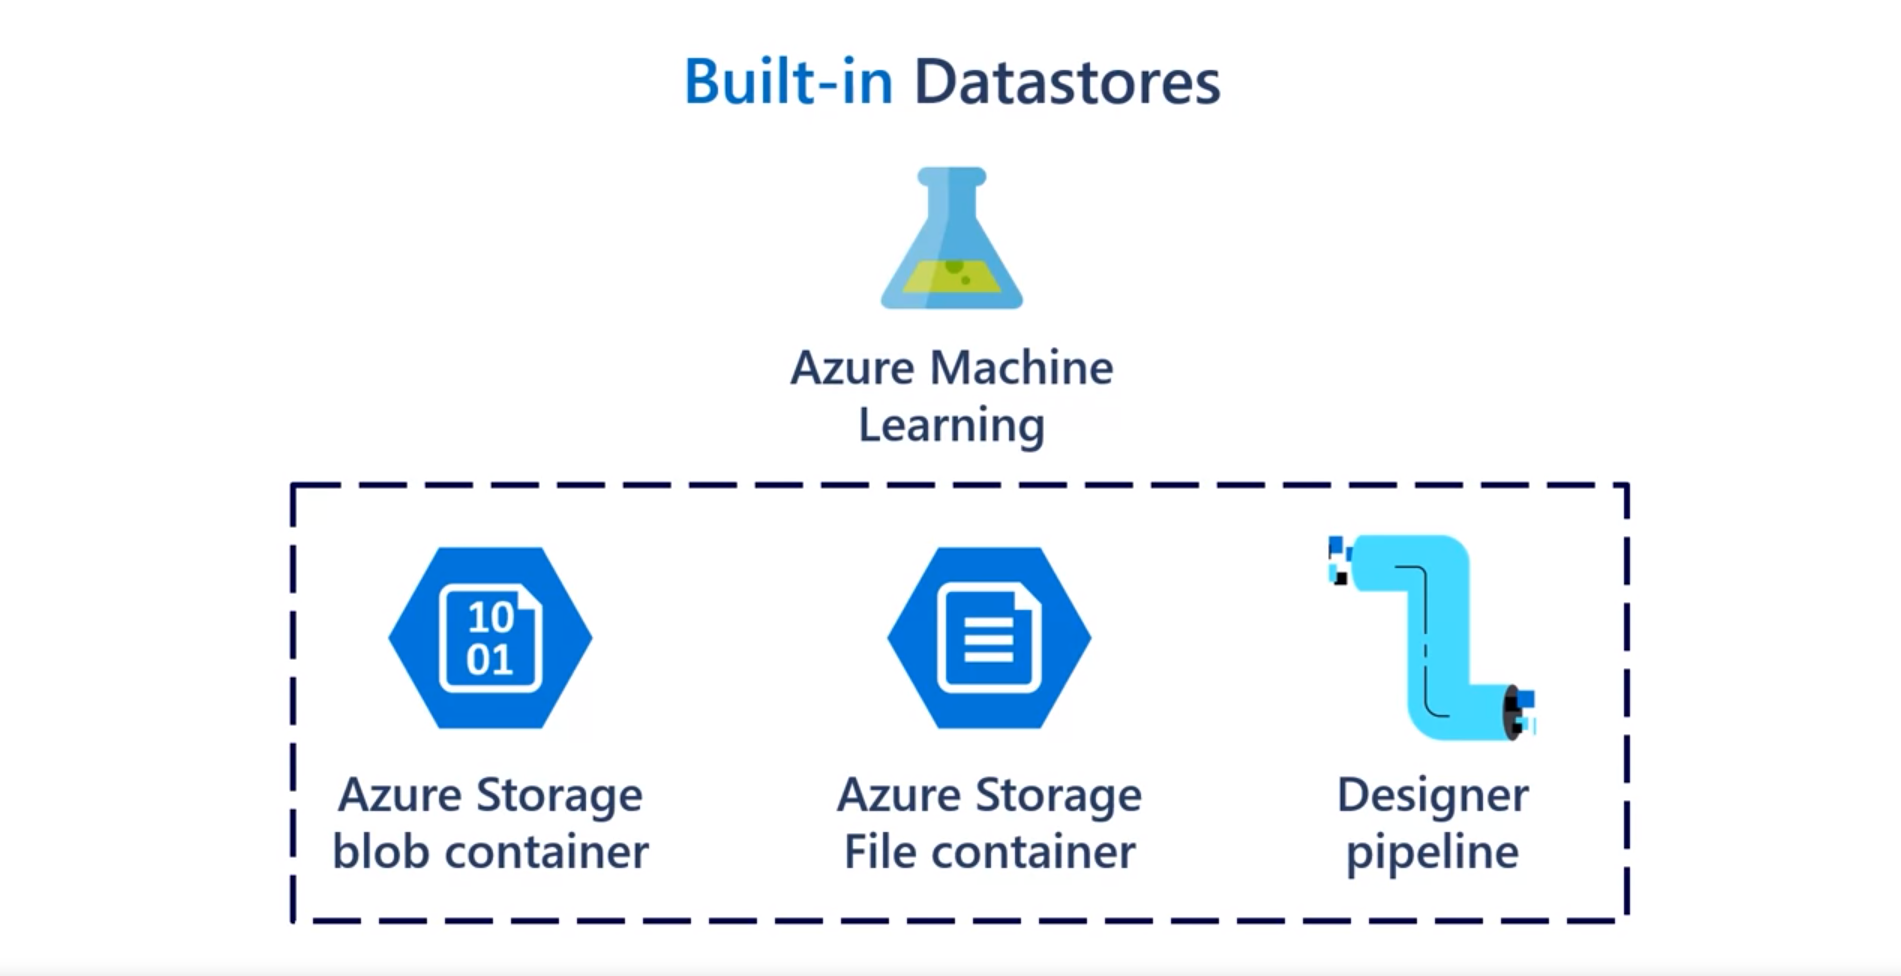 Built-in Datastores
Azure Machine
Learning
10
01
Azure Storage
blob container
Azure Storage
File container
Designer
pipeline